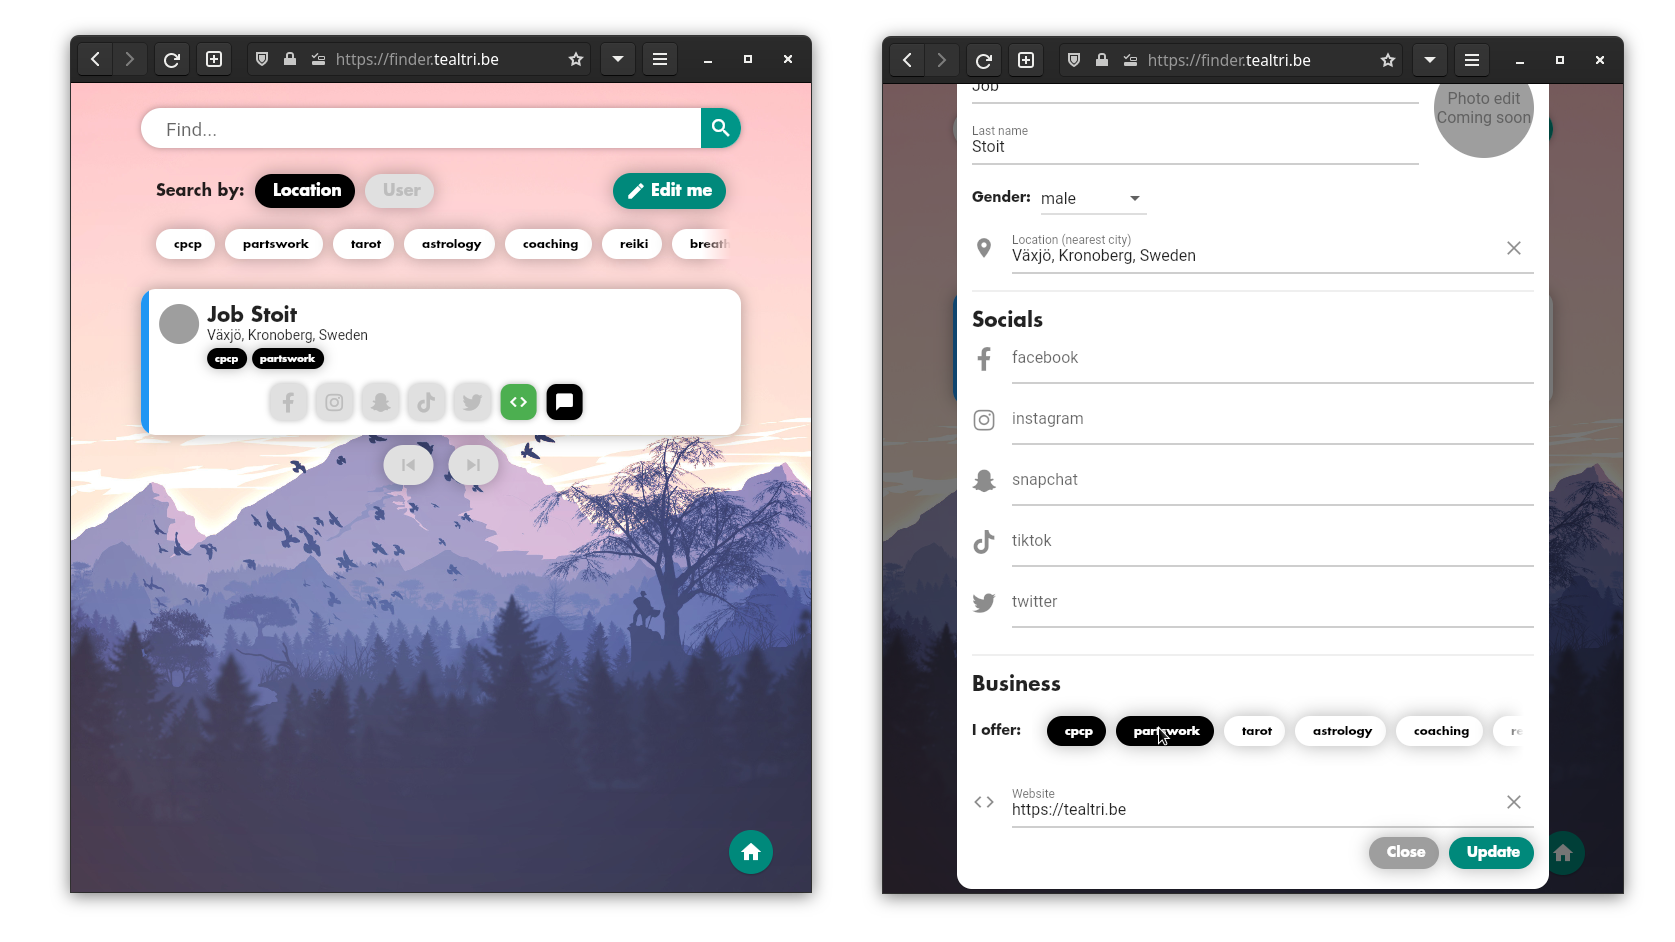 https://finder.tealtri.be
Find...
Search by: Location User Edit me
cpcp partswork tarot astrology coaching reiki breath
Job Stoit
Växjö, Kronoberg, Sweden
cpcp partswork
https://finder.tealtri.be
Job
Photo edit
Coming soon
Last name
Stoit
Gender: male
Location (nearest city)
Växjö, Kronoberg, Sweden
Socials
facebook
instagram
snapchat
tiktok
twitter
Business
I offer: cpcp partswork tarot astrology coaching re
Website
https://tealtri.be
Close Update